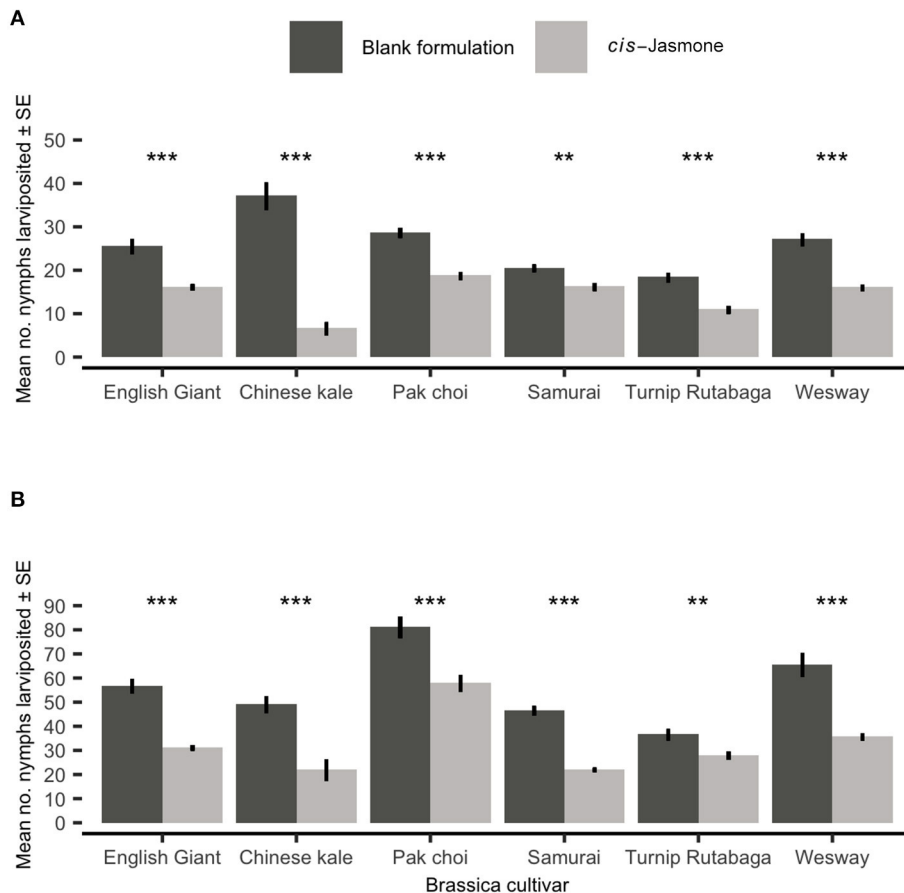 A
Blank formulation
cis-Jasmone
Mean no. nymphs larviposited ± SE
50
40
30
20
10
0
*** *** *** ** *** ***
English Giant Chinese kale Pak choi Samurai Turnip Rutabaga Wesway
B
Mean no. nymphs larviposited ± SE
90
80
70
60
50
40
30
20
10
0
*** *** *** *** ** ***
English Giant Chinese kale Pak choi Samurai Turnip Rutabaga Wesway
Brassica cultivar